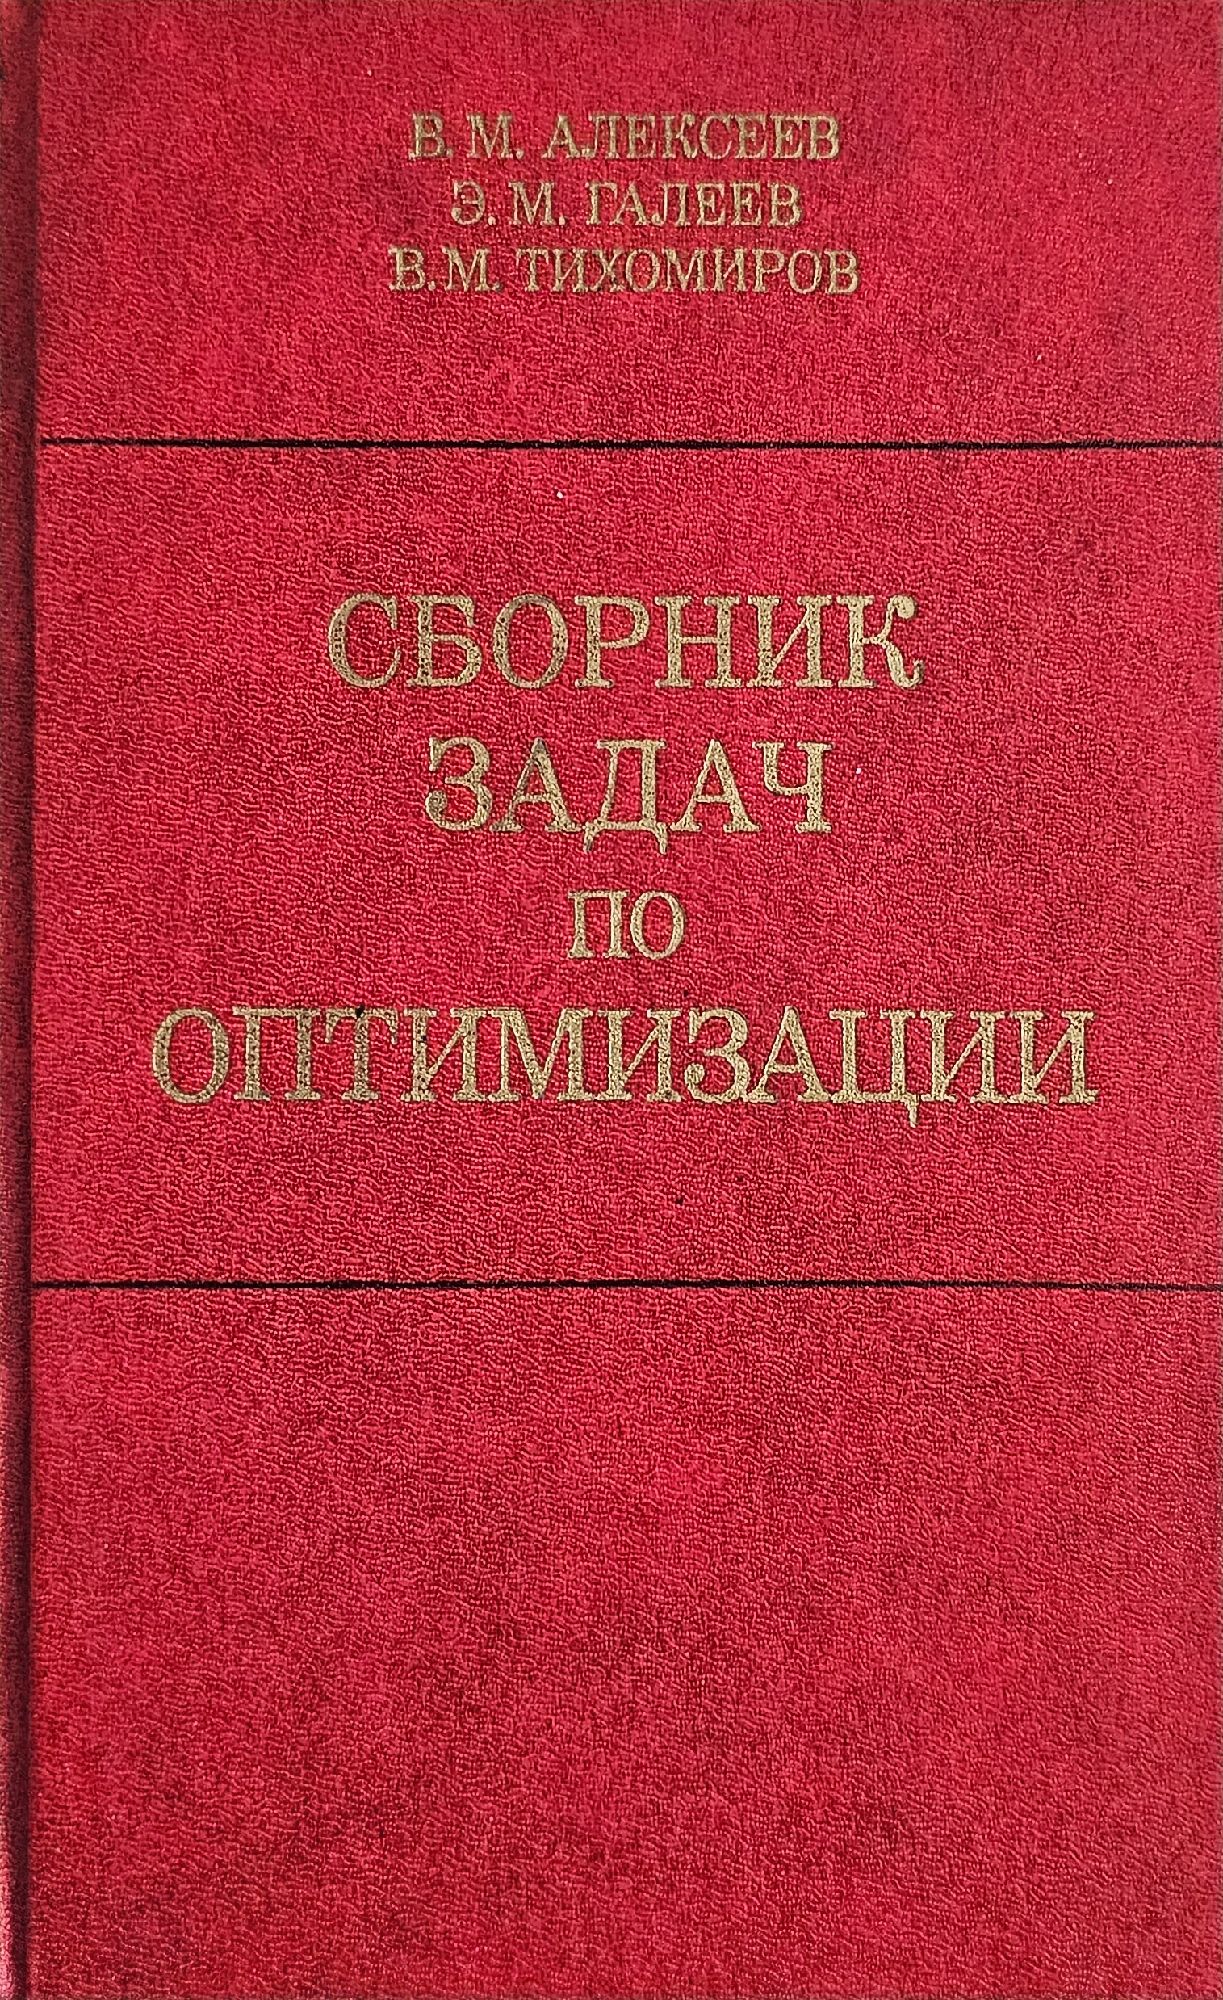 В. М. АЛЕКСЕЕВ
Э. М. ГАЛЕЕВ
В. М. ТИХОМИРОВ
СБОРНИК
ЗАДАЧ
ПО
ОПТИМИЗАЦИИ